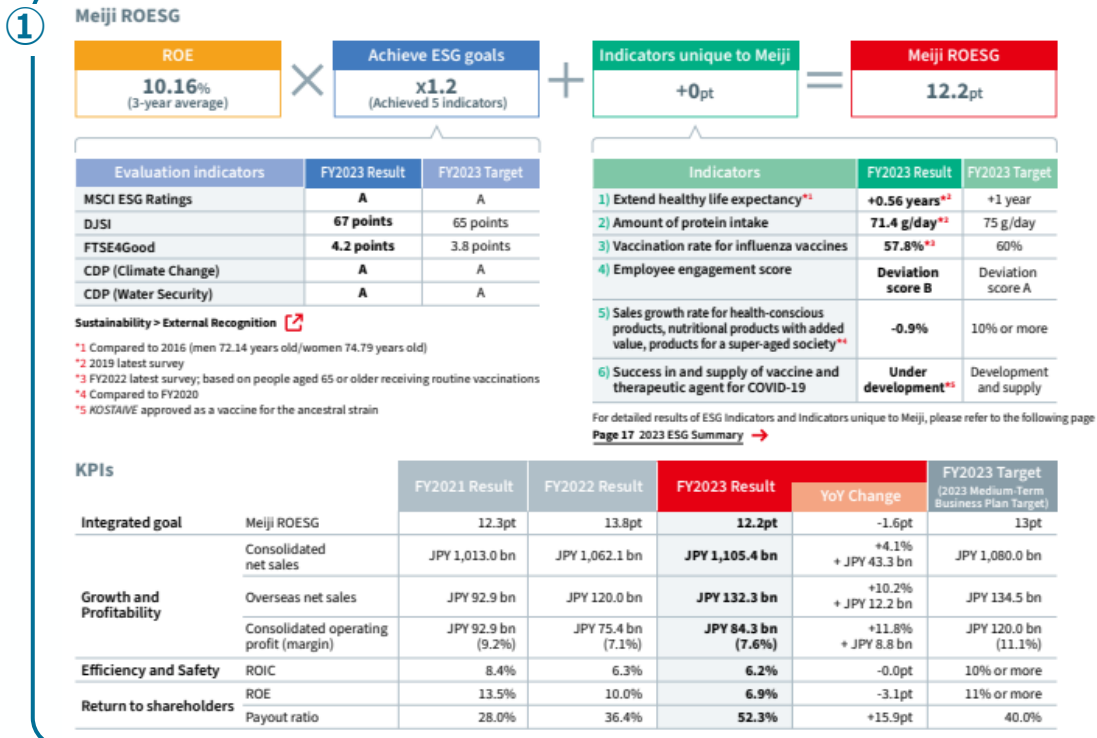 ①
Meiji ROESG
ROE
10.16%
(3-year average)
×
Achieve ESG goals
x1.2
(Achieved 5 indicators)
+
Indicators unique to Meiji
+0pt
=
Meiji ROESG
12.2pt
Evaluation indicators FY2023 Result FY2023 Target
MSCI ESG Ratings A A
DJSI 67 points 65 points
FTSE4Good 4.2 points 3.8 points
CDP (Climate Change) A A
CDP (Water Security) A A
Sustainability > External Recognition
*1 Compared to 2016 (men 72.14 years old/women 74.79 years old)
*2 2019 latest survey
*3 FY2022 latest survey; based on people aged 65 or older receiving routine vaccinations
*4 Compared to FY2020
*5 KOSTAIVE approved as a vaccine for the ancestral strain
Indicators FY2023 Result FY2023 Target
1) Extend healthy life expectancy*1 +0.56 years*2 +1 year
2) Amount of protein intake 71.4 g/day*2 75 g/day
3) Vaccination rate for influenza vaccines 57.8%*3 60%
4) Employee engagement score Deviation Deviation
score B score A
5) Sales growth rate for health-conscious
products, nutritional products with added -0.9% 10% or more
value, products for a super-aged society*4
6) Success in and supply of vaccine and Under Development
therapeutic agent for COVID-19 development*5 and supply
For detailed results of ESG Indicators and Indicators unique to Meiji, please refer to the following page
Page 17 2023 ESG Summary →
KPIs
FY2021 Result FY2022 Result FY2023 Result YoY Change FY2023 Target
(2023 Medium-Term
Business Plan Target)
Integrated goal Meiji ROESG 12.3pt 13.8pt 12.2pt -1.6pt 13pt
Growth and
Profitability
Consolidated
net sales JPY 1,013.0 bn JPY 1,062.1 bn JPY 1,105.4 bn +4.1%
+ JPY 43.3 bn JPY 1,080.0 bn
Overseas net sales JPY 92.9 bn JPY 120.0 bn JPY 132.3 bn +10.2%
+ JPY 12.2 bn JPY 134.5 bn
Consolidated operating JPY 92.9 bn JPY 75.4 bn JPY 84.3 bn +11.8% JPY 120.0 bn
profit (margin) (9.2%) (7.1%) (7.6%) + JPY 8.8 bn (11.1%)
Efficiency and Safety ROIC 8.4% 6.3% 6.2% -0.0pt 10% or more
Return to shareholders
ROE 13.5% 10.0% 6.9% -3.1pt 11% or more
Payout ratio 28.0% 36.4% 52.3% +15.9pt 40.0%